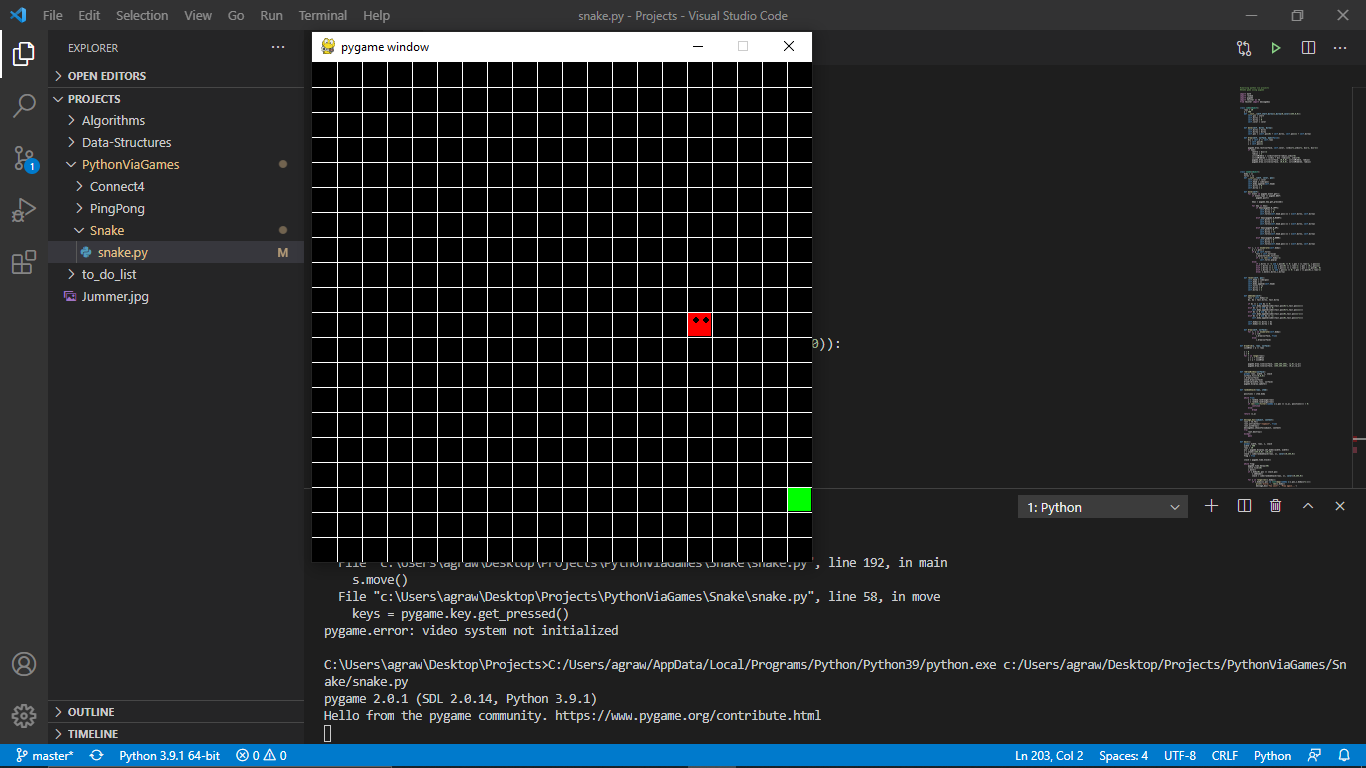 File Edit Selection View Go Run Terminal Help
snake.py - Projects - Visual Studio Code
EXPLORER
OPEN EDITORS
PROJECTS
Algorithms
Data-Structures
PythonViaGames
Connect4
PingPong
Snake
snake.py M
to_do_list
Jummer.jpg
OUTLINE
TIMELINE
1
pygame window
0)):
1: Python
File "c:\Users\agraw\Desktop\Projects\PythonViaGames\Snake\snake.py", line 192, in main
s.move()
File "c:\Users\agraw\Desktop\Projects\PythonViaGames\Snake\snake.py", line 58, in move
keys = pygame.key.get_pressed()
pygame.error: video system not initialized
C:\Users\agraw\Desktop\Projects>C:/Users/agraw/AppData/Local/Programs/Python/Python39/python.exe c:/Users/agraw/Desktop/Projects/PythonViaGames/Sn
ake/snake.py
pygame 2.0.1 (SDL 2.0.14, Python 3.9.1)
Hello from the pygame community. https://www.pygame.org/contribute.html
master* Python 3.9.1 64-bit 0 0 Ln 203, Col 2 Spaces: 4 UTF-8 CRLF Python